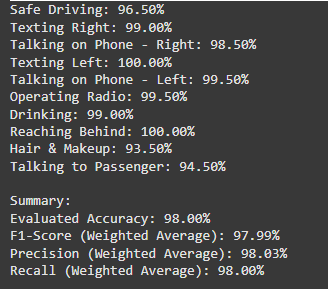 Safe Driving: 96.50%
Texting Right: 99.00%
Talking on Phone - Right: 98.50%
Texting Left: 100.00%
Talking on Phone - Left: 99.50%
Operating Radio: 99.50%
Drinking: 99.00%
Reaching Behind: 100.00%
Hair & Makeup: 93.50%
Talking to Passenger: 94.50%

Summary:
Evaluated Accuracy: 98.00%
F1-Score (Weighted Average): 97.99%
Precision (Weighted Average): 98.03%
Recall (Weighted Average): 98.00%